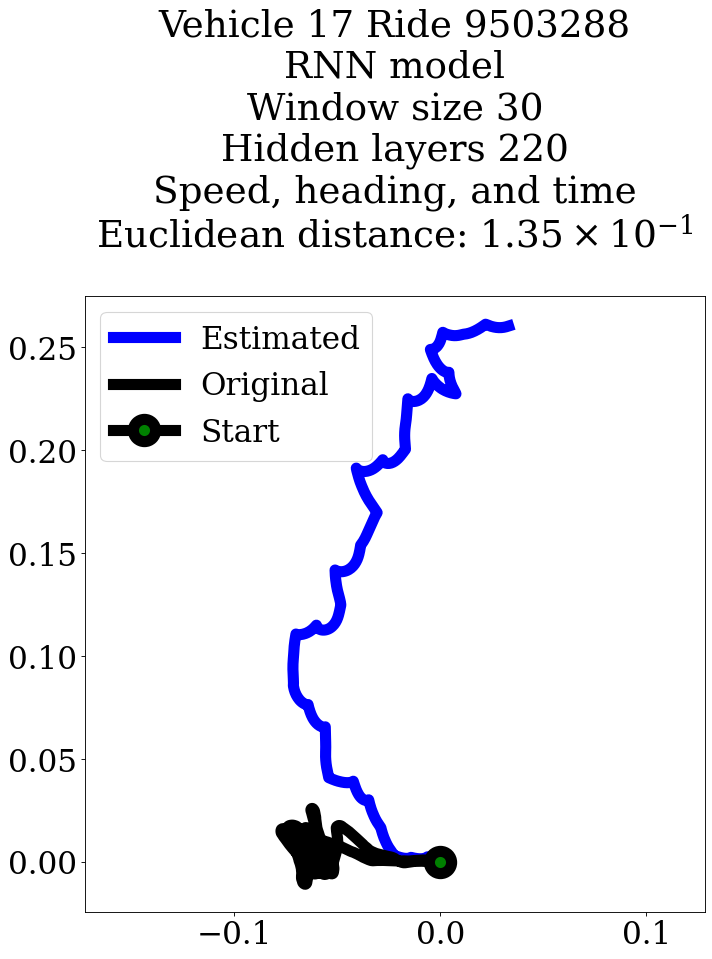 Vehicle 17 Ride 9503288
RNN model
Window size 30
Hidden layers 220
Speed, heading, and time
Euclidean distance: 1.35 × 10⁻¹
Estimated
Original
Start
0.25
0.20
0.15
0.10
0.05
0.00
−0.1
0.0
0.1